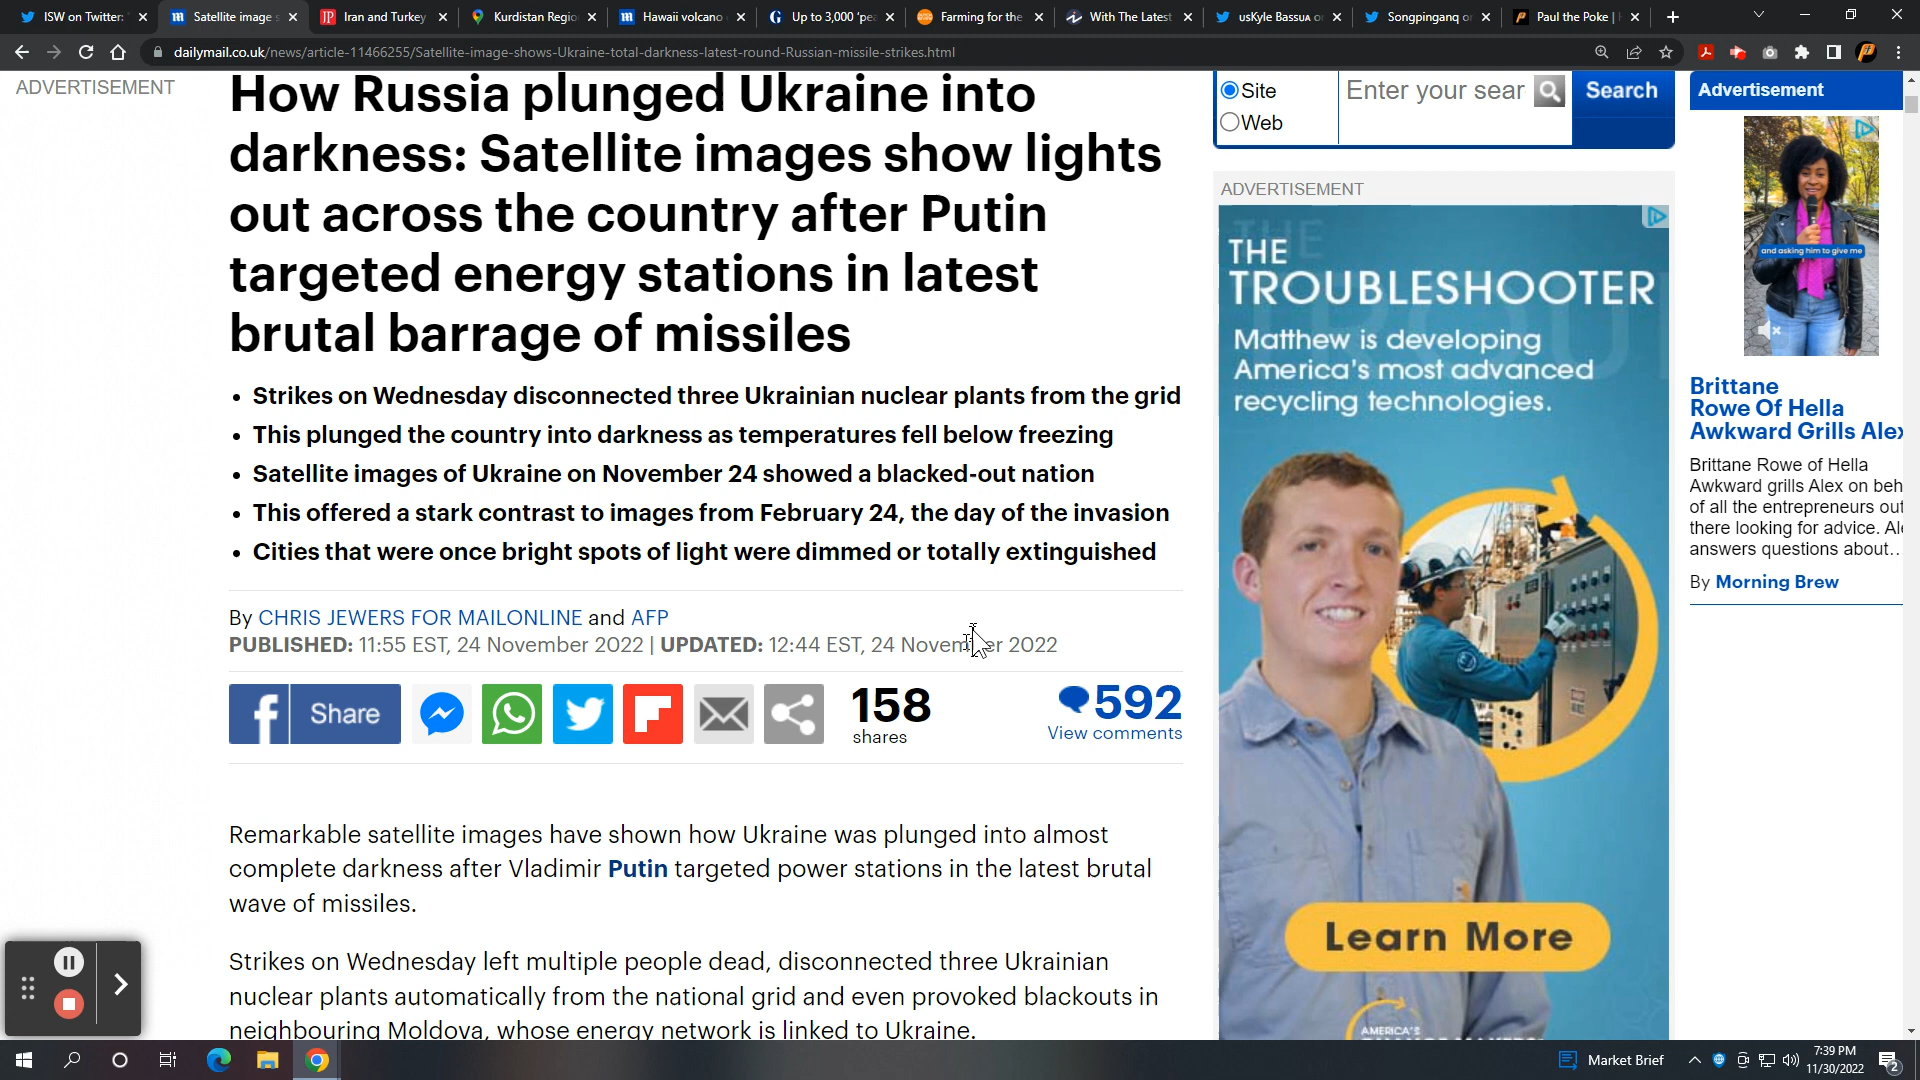 ISW on Twitter:
Satellite image s
Iran and Turkey
Kurdistan Regio
Hawaii volcano
Up to 3,000 'pea
Farming for the
With The Latest
usKyle Bassua o
Songpinganq o
Paul the Poke |
dailymail.co.uk/news/article-11466255/Satellite-image-shows-Ukraine-total-darkness-latest-round-Russian-missile-strikes.html
ADVERTISEMENT
How Russia plunged Ukraine into
darkness: Satellite images show lights
out across the country after Putin
targeted energy stations in latest
brutal barrage of missiles
• Strikes on Wednesday disconnected three Ukrainian nuclear plants from the grid
• This plunged the country into darkness as temperatures fell below freezing
• Satellite images of Ukraine on November 24 showed a blacked-out nation
• This offered a stark contrast to images from February 24, the day of the invasion
• Cities that were once bright spots of light were dimmed or totally extinguished
By CHRIS JEWERS FOR MAILONLINE and AFP
PUBLISHED: 11:55 EST, 24 November 2022 | UPDATED: 12:44 EST, 24 November 2022
Share
158
shares
592
View comments
Remarkable satellite images have shown how Ukraine was plunged into almost
complete darkness after Vladimir Putin targeted power stations in the latest brutal
wave of missiles.
Strikes on Wednesday left multiple people dead, disconnected three Ukrainian
nuclear plants automatically from the national grid and even provoked blackouts in
neighbouring Moldova, whose energy network is linked to Ukraine.
Site
Web
Enter your sear
Search
ADVERTISEMENT
THE
TROUBLESHOOTER
Matthew is developing
America's most advanced
recycling technologies.
Learn More
AMERICA'S
Advertisement
and asking him to give me
Brittane
Rowe Of Hella
Awkward Grills Alex
Brittane Rowe of Hella
Awkward grills Alex on beh
of all the entrepreneurs out
there looking for advice. Ale
answers questions about...
By Morning Brew
Market Brief
7:39 PM
11/30/2022
2